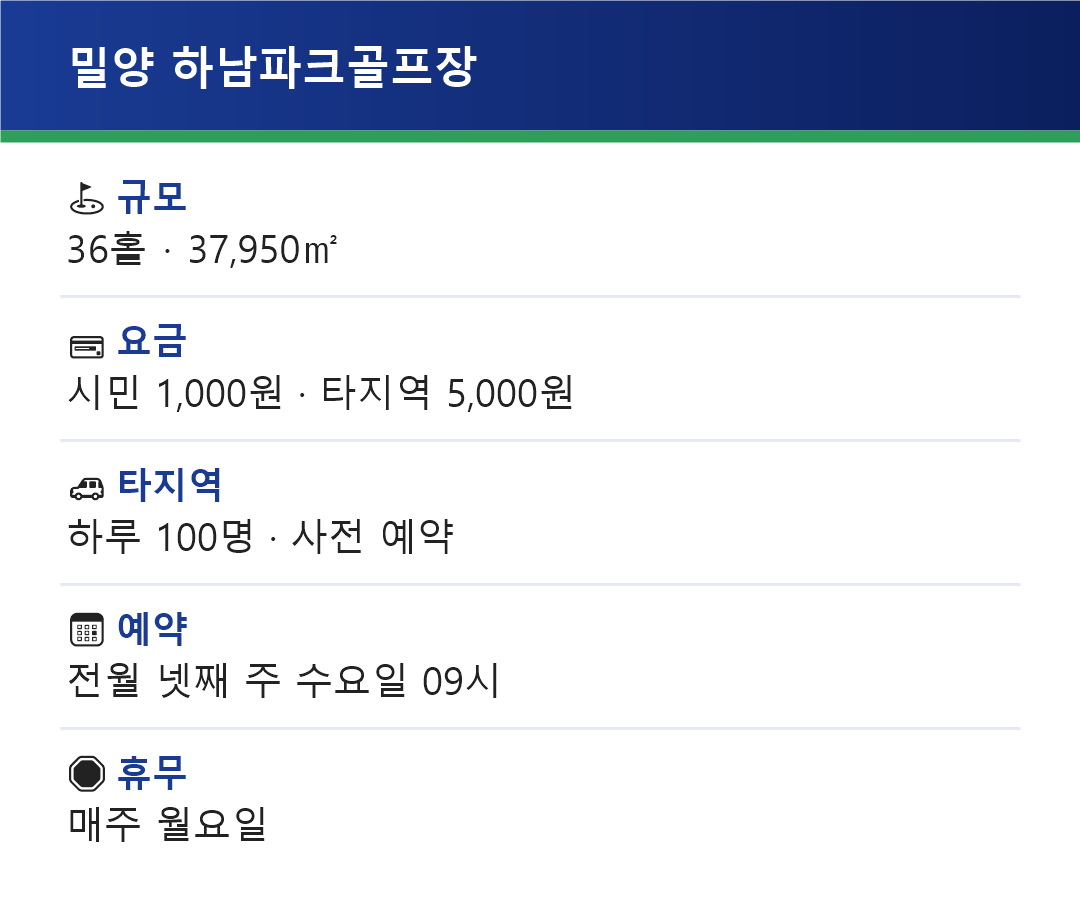 밀양 하남파크골프장
규모
36홀 · 37,950㎡
요금
시민 1,000원 · 타지역 5,000원
타지역
하루 100명 · 사전 예약
예약
전월 넷째 주 수요일 09시
휴무
매주 월요일